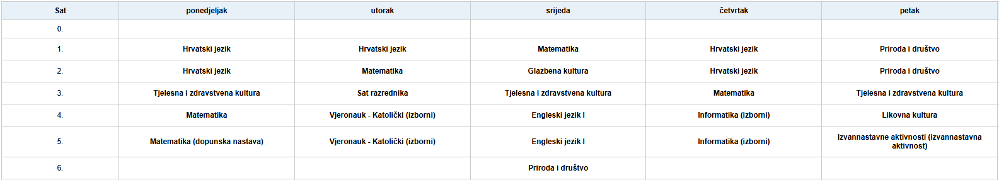 Sat ponedjeljak utorak srijeda četvrtak petak
0.
1. Hrvatski jezik Hrvatski jezik Matematika Hrvatski jezik Priroda i društvo
2. Hrvatski jezik Matematika Glazbena kultura Hrvatski jezik Priroda i društvo
3. Tjelesna i zdravstvena kultura Sat razrednika Tjelesna i zdravstvena kultura Matematika Tjelesna i zdravstvena kultura
4. Matematika Vjeronauk - Katolički (izborni) Engleski jezik I Informatika (izborni) Likovna kultura
5. Matematika (dopunska nastava) Vjeronauk - Katolički (izborni) Engleski jezik I Informatika (izborni) Izvannastavne aktivnosti (izvannastavna
aktivnost)
6. Priroda i društvo